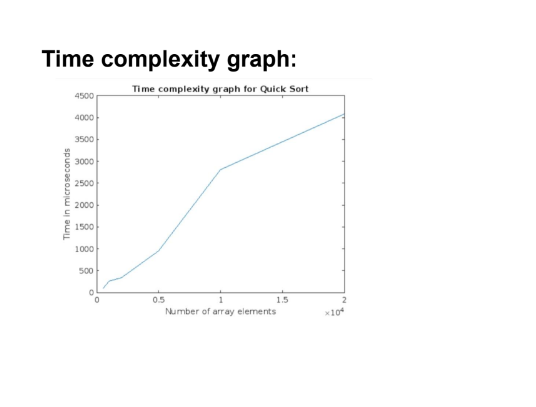 Time complexity graph:
Time complexity graph for Quick Sort
4500
4000
3500
3000
2500
2000
1500
1000
500
0
Time in microseconds
0 0.5 1 1.5 2
Number of array elements ×10⁴